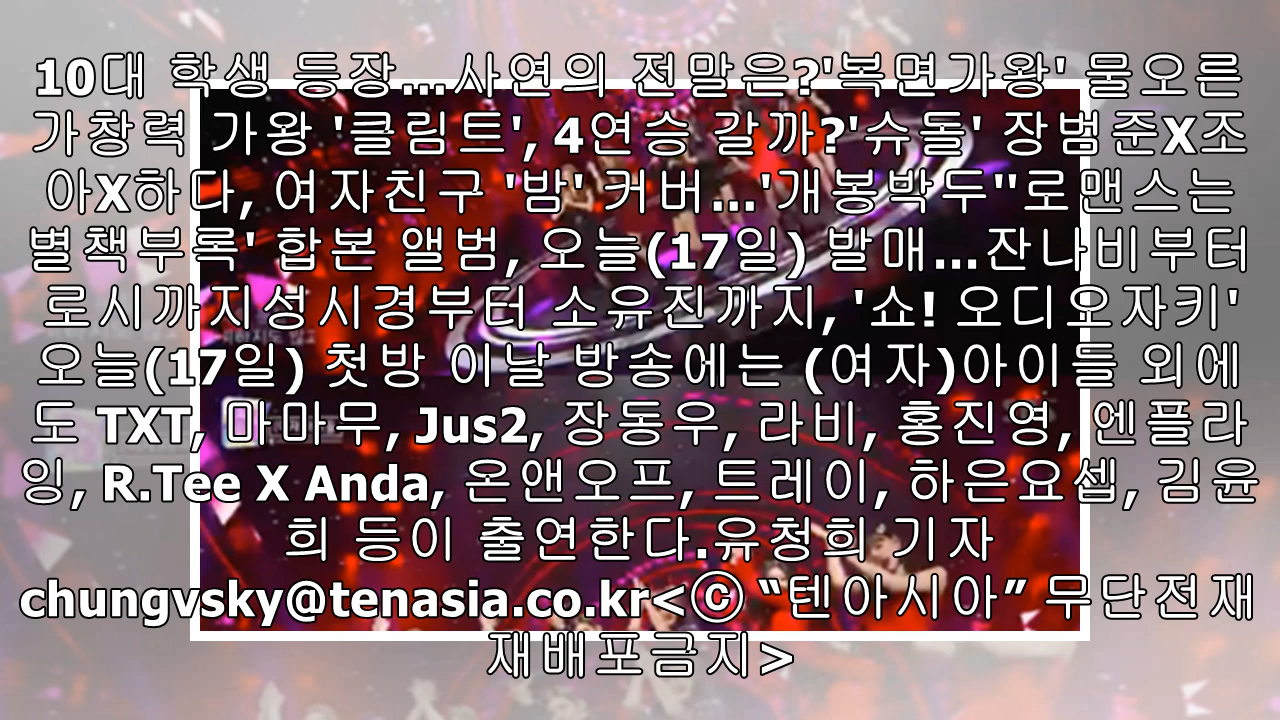 10대 학생 등장...사연의 전말은?'복면가왕' 물오른
가창력 가왕 '클림트', 4연승 갈까?'슈돌' 장범준X조
아X하다, 여자친구 '밤' 커버...'개봉박두''로맨스는
별책부록' 합본 앨범, 오늘(17일) 발매...잔나비부터
로시까지성시경부터 소유진까지, '쇼! 오디오자키'
오늘(17일) 첫방 이날 방송에는 (여자)아이들 외에
도 TXT, 마마무, Jus2, 장동우, 라비, 홍진영, 엔플라
잉, R.Tee X Anda, 온앤오프, 트레이, 하은요셉, 김윤
희 등이 출연한다.유청희 기자
chungvsky@tenasia.co.kr<ⓒ “텐아시아” 무단전재
재배포금지>